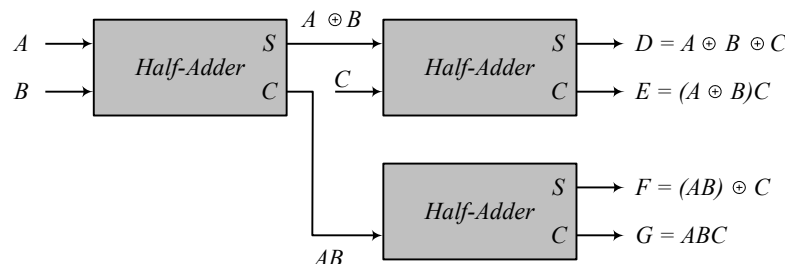 A ⊕ B
A
S
D = A ⊕ B ⊕ C
Half-Adder
Half-Adder
B
C
C
C
E = (A ⊕ B)C
S
F = (AB) ⊕ C
Half-Adder
C
G = ABC
AB
S